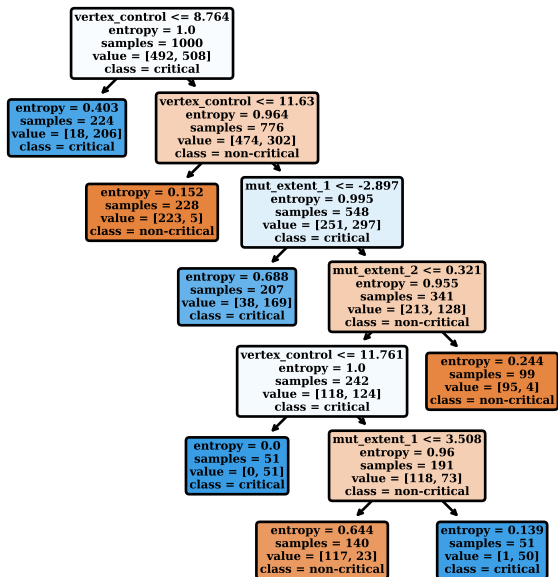 vertex_control <= 8.764
entropy = 1.0
samples = 1000
value = [492, 508]
class = critical
entropy = 0.403
samples = 224
value = [18, 206]
class = critical
vertex_control <= 11.63
entropy = 0.964
samples = 776
value = [474, 302]
class = non-critical
entropy = 0.152
samples = 228
value = [223, 5]
class = non-critical
mut_extent_1 <= -2.897
entropy = 0.995
samples = 548
value = [251, 297]
class = critical
entropy = 0.688
samples = 207
value = [38, 169]
class = critical
mut_extent_2 <= 0.321
entropy = 0.955
samples = 341
value = [213, 128]
class = non-critical
vertex_control <= 11.761
entropy = 1.0
samples = 242
value = [118, 124]
class = critical
entropy = 0.244
samples = 99
value = [95, 4]
class = non-critical
entropy = 0.0
samples = 51
value = [0, 51]
class = critical
mut_extent_1 <= 3.508
entropy = 0.96
samples = 191
value = [118, 73]
class = non-critical
entropy = 0.644
samples = 140
value = [117, 23]
class = non-critical
entropy = 0.139
samples = 51
value = [1, 50]
class = critical